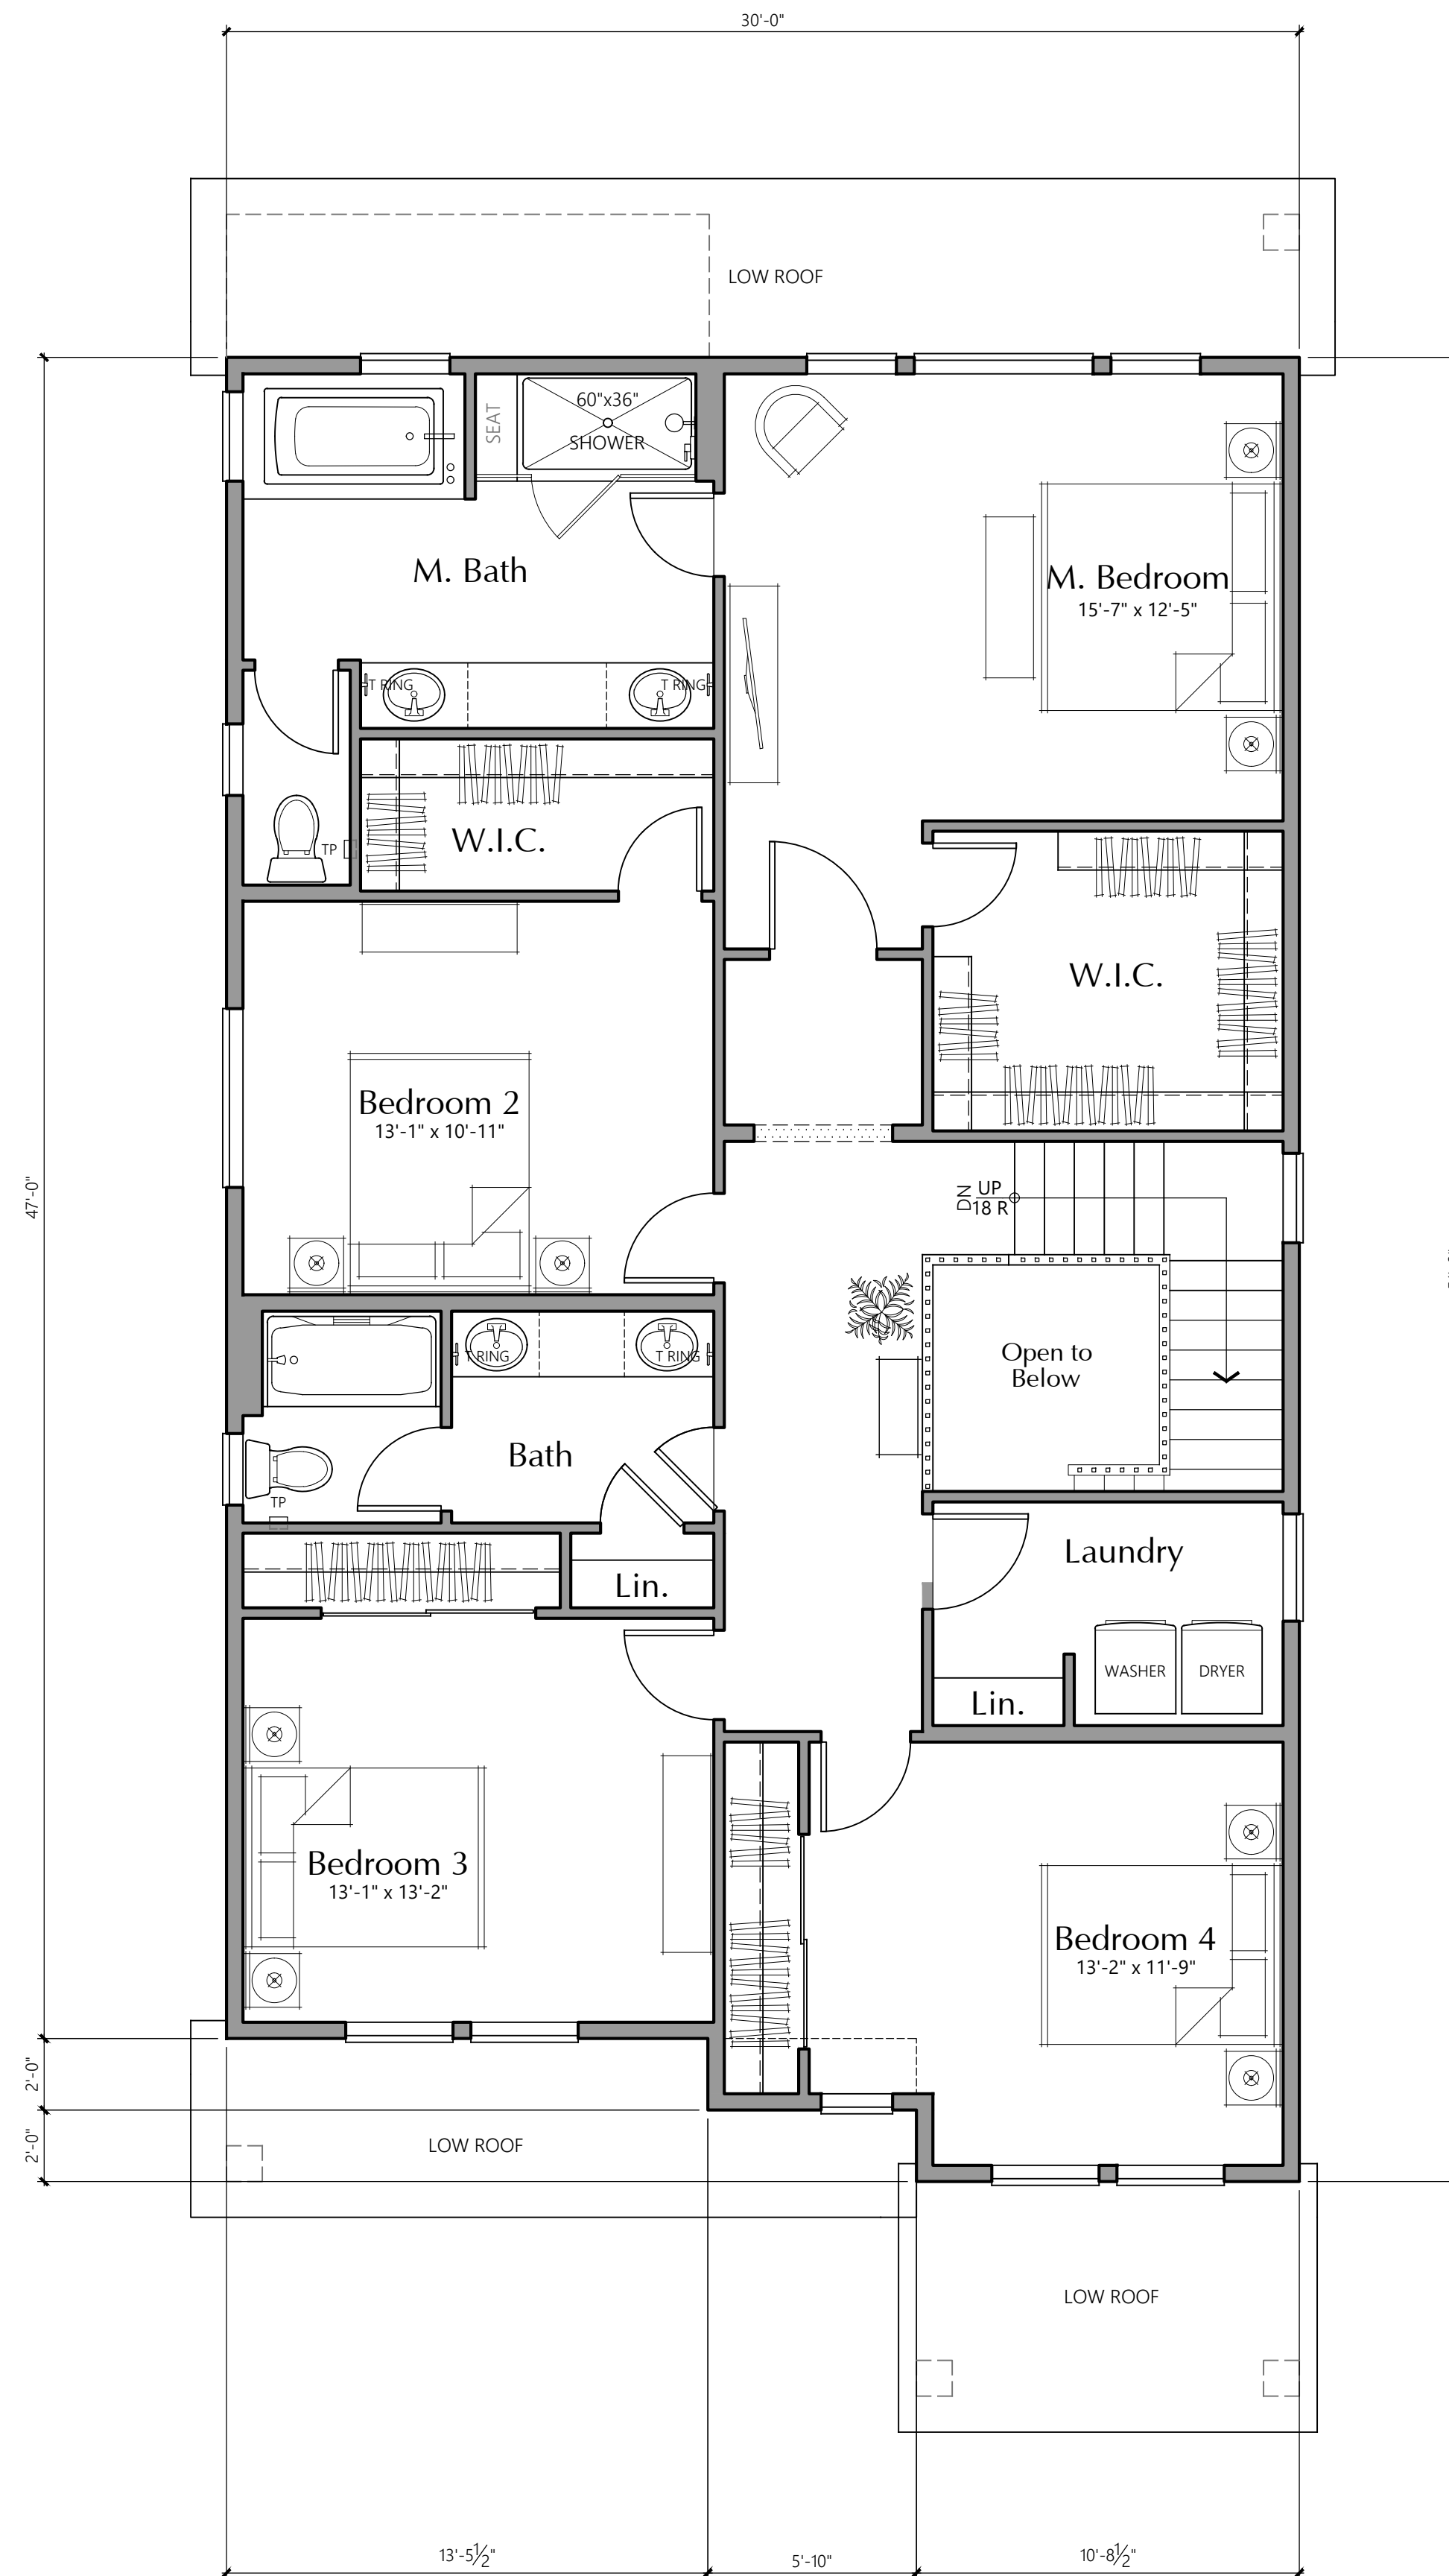 30'-0"
LOW ROOF
60"x36"
SHOWER
SEAT
M. Bath
M. Bedroom
15'-7" x 12'-5"
T RING
T RING
W.I.C.
TP
W.I.C.
Bedroom 2
13'-1" x 10'-11"
47'-0"
DN
UP
18 R
Open to
Below
T RING
T RING
Bath
TP
Laundry
Lin.
WASHER
DRYER
Lin.
Bedroom 3
13'-1" x 13'-2"
Bedroom 4
13'-2" x 11'-9"
2'-0"
2'-0"
LOW ROOF
LOW ROOF
13'-5½"
5'-10"
10'-8½"